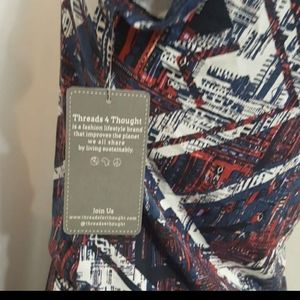 Threads 4 Thought
is a fashion lifestyle brand
that improves the planet
we all share
by living sustainably.
Join Us
www.threadsforthought.com
@threads4thought